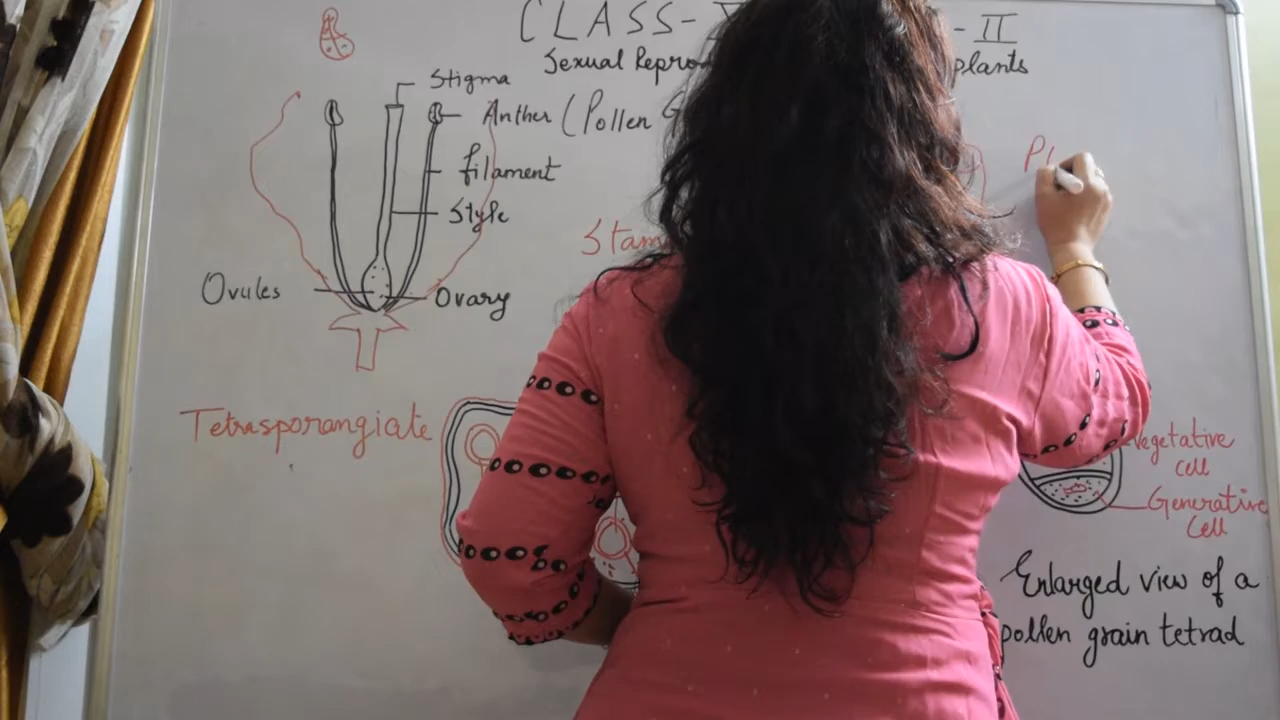 CLASS- - II
Sexual Repro plants
Stigma
Anther (Pollen G
filament
Style
Ovules
Ovary
Stam
Pl
Tetrasporangiate
Vegetative
cell
Generative
Cell
Enlarged view of a
pollen grain tetrad